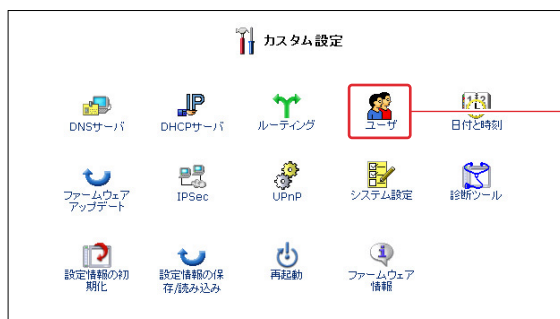 カスタム設定
DNSサーバ
DHCPサーバ
ルーティング
ユーザ
日付と時刻
ファームウェア
アップデート
IPSec
UPnP
システム設定
診断ツール
設定情報の初
期化
設定情報の保
存/読み込み
再起動
ファームウェア
情報